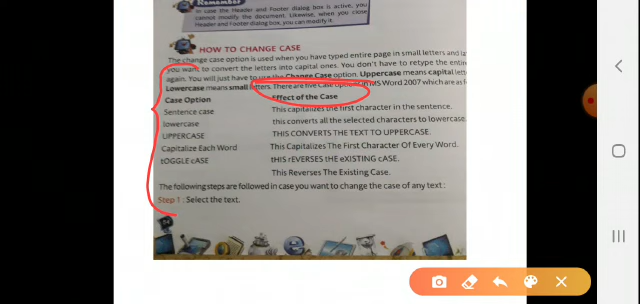 Remember
In case the Header and Footer dialog box is active, you
cannot modify the document. Likewise, when you close
Header and Footer dialog box, you can modify it.
HOW TO CHANGE CASE
The change case option is used when you have typed entire page in small letters and
you want to convert the letters into capital ones. You don't have to retype the
again. You will just have to use the Change Case option. Uppercase means capital
Lowercase means small letters. There are five Case option in MS Word 2007 which are as
Case Option Effect of the Case
Sentence case This capitalizes the first character in the sentence.
lowercase this converts all the selected characters to lowercase.
UPPERCASE THIS CONVERTS THE TEXT TO UPPERCASE.
Capitalize Each Word This Capitalizes The First Character Of Every Word.
tOGGLE cASE tHIS rEVERSES tHE eXISTING cASE.
This Reverses The Existing Case.
The following steps are followed in case you want to change the case of any text:
Step 1 : Select the text.